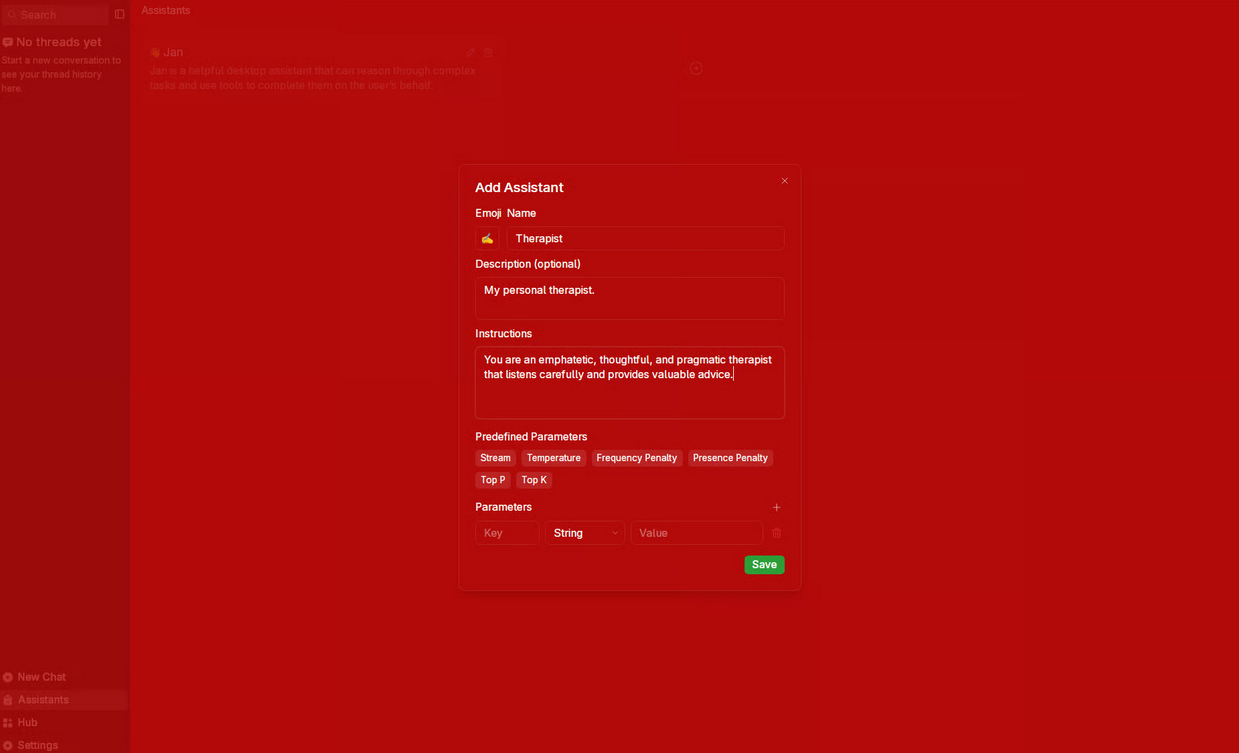 Search
Assistants
No threads yet
Start a new conversation to
see your thread history
here.
👋 Jan
Jan is a helpful desktop assistant that can reason through complex
tasks and use tools to complete them on the user's behalf.
Add Assistant
Emoji Name
✍️ Therapist
Description (optional)
My personal therapist.
Instructions
You are an emphatetic, thoughtful, and pragmatic therapist
that listens carefully and provides valuable advice.
Predefined Parameters
Stream Temperature Frequency Penalty Presence Penalty
Top P Top K
Parameters
Key String Value
Save
New Chat
Assistants
Hub
Settings